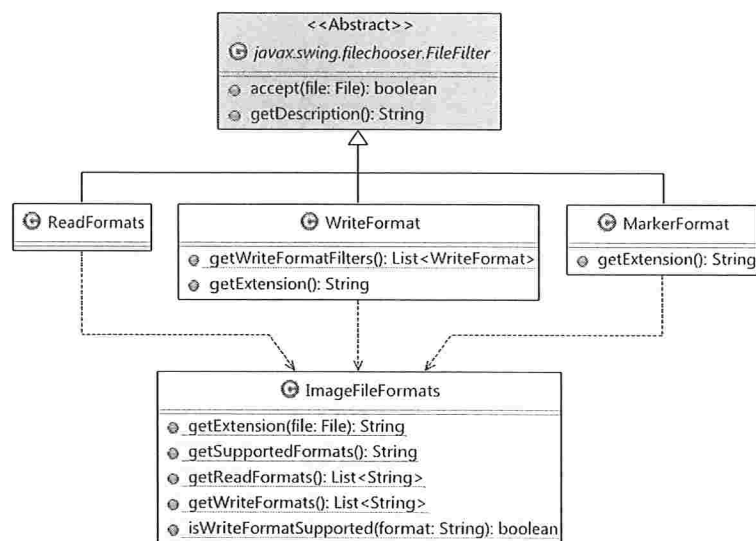 <<Abstract>>
javax.swing.filechooser.FileFilter
accept(file: File): boolean
getDescription(): String
ReadFormats
WriteFormat
getWriteFormatFilters(): List<WriteFormat>
getExtension(): String
MarkerFormat
getExtension(): String
ImageFileFormats
getExtension(file: File): String
getSupportedFormats(): String
getReadFormats(): List<String>
getWriteFormats(): List<String>
isWriteFormatSupported(format: String): boolean